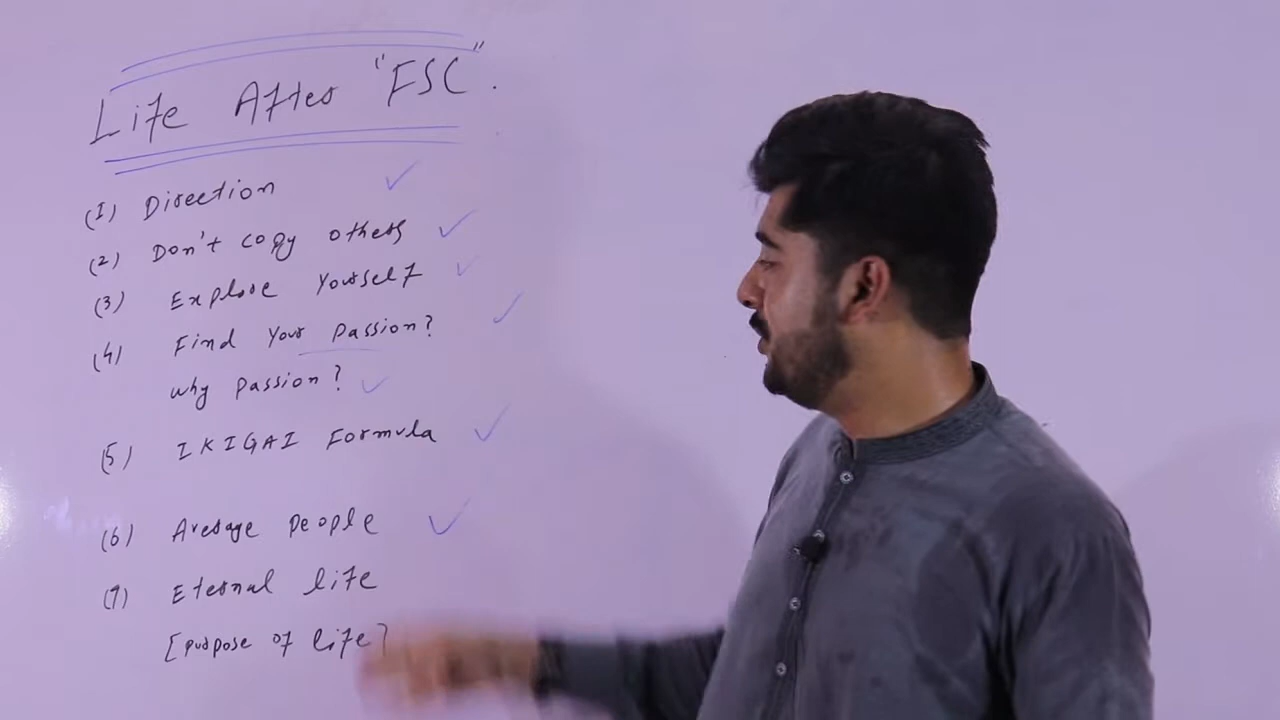 Life After "FSC".
(1) Direction
(2) Don't copy others
(3) Explore Yourself
(4) Find Your Passion?
why passion?
(5) IKIGAI Formula
(6) Average people
(7) Eternal life
[purpose of life]